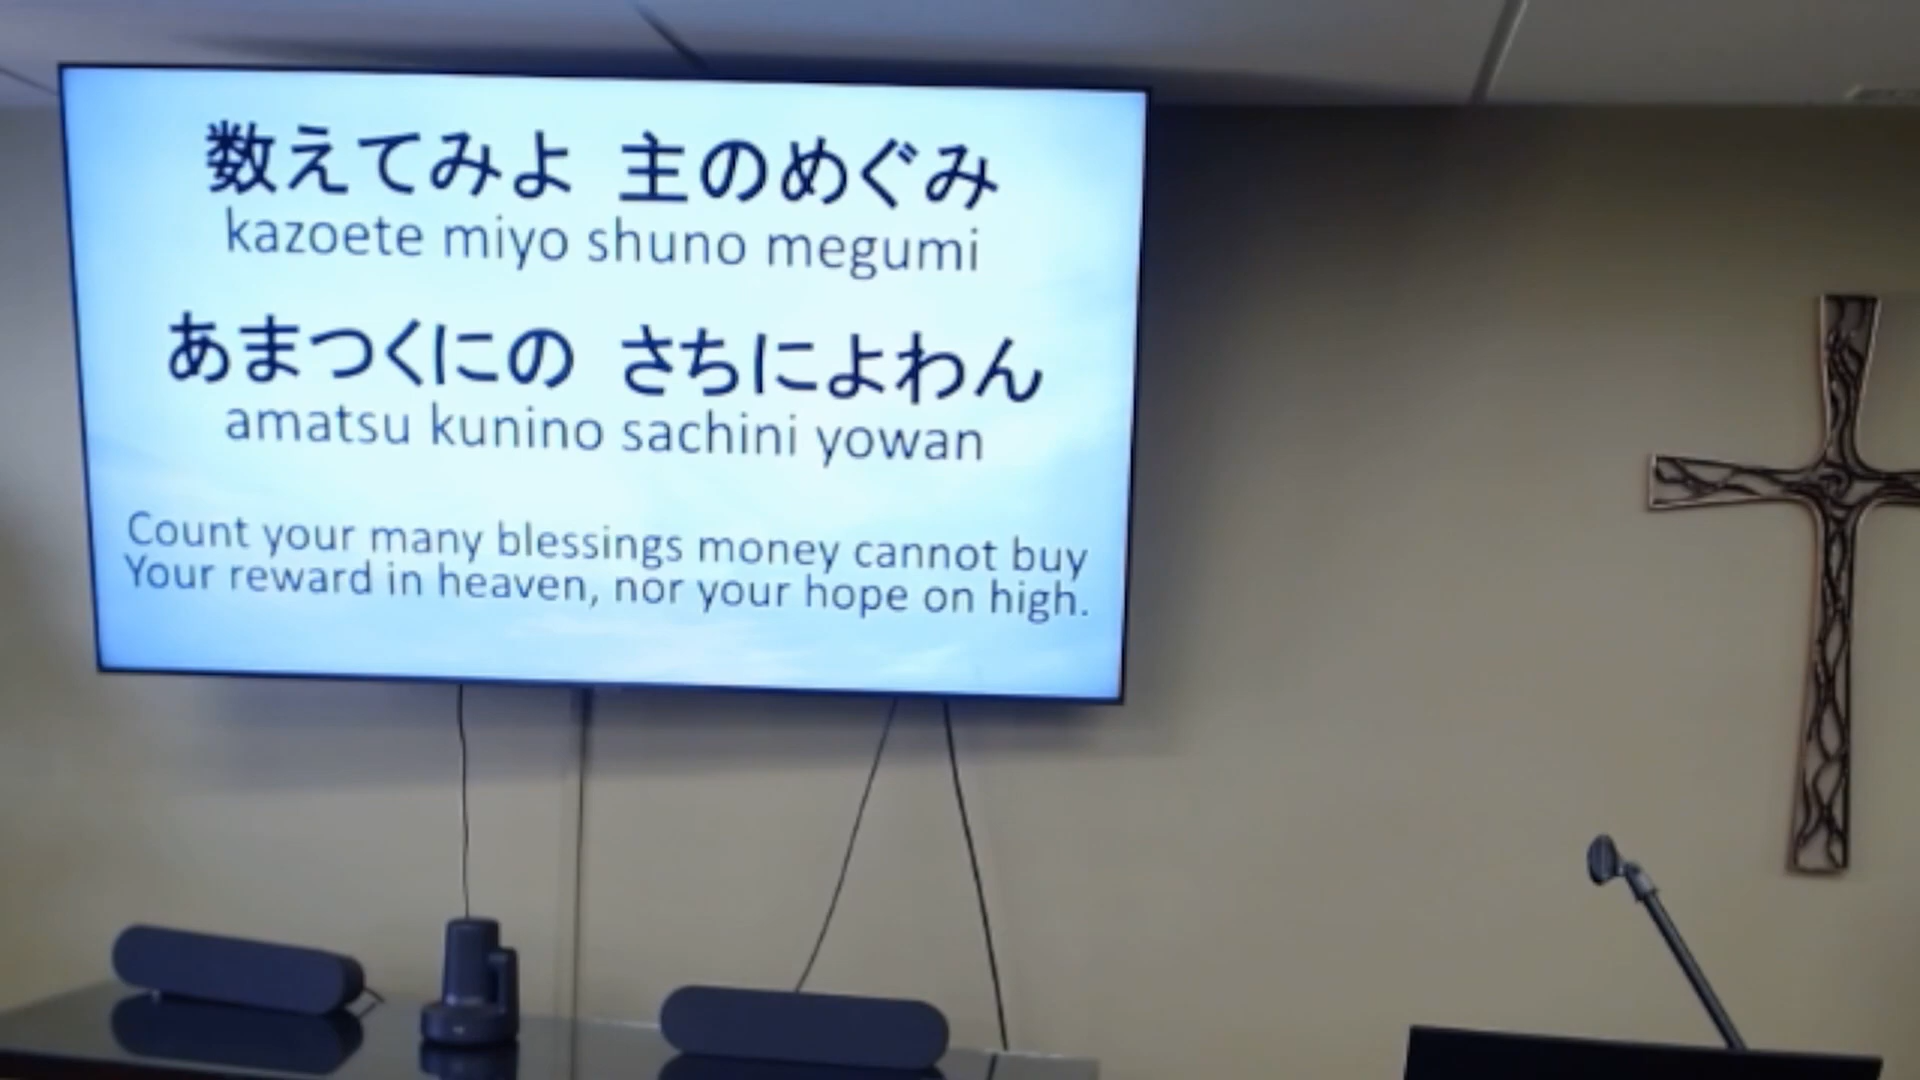 数えてみよ 主のめぐみ
kazoete miyo shuno megumi
あまつくにの さちによわん
amatsu kunino sachini yowan
Count your many blessings money cannot buy
Your reward in heaven, nor your hope on high.